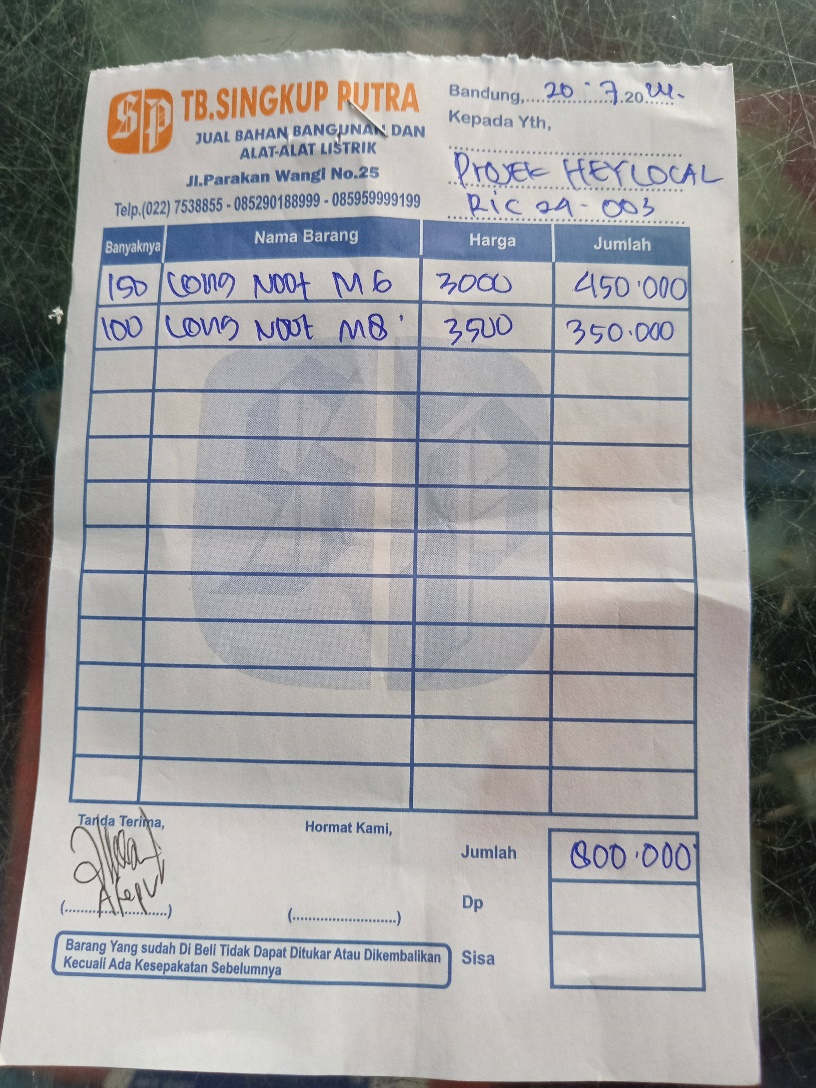 SP TB.SINGKUP PUTRA
JUAL BAHAN BANGUNAN DAN
ALAT-ALAT LISTRIK
Jl.Parakan Wangi No.25
Telp.(022) 7538855 - 085290188999 - 085959999199
Bandung, 20 - 7 20
Kepada Yth,
Projek HEYLOCAL
RIC 24-003
Banyaknya Nama Barang Harga Jumlah
150 Long Noot M6 3000 450.000
100 Long Noot M8 3500 350.000
Tanda Terima,
Hormat Kami,
Jumlah 800.000
Dp
Sisa
(........................) (..........................)
Barang Yang sudah Di Beli Tidak Dapat Ditukar Atau Dikembalikan
Kecuali Ada Kesepakatan Sebelumnya